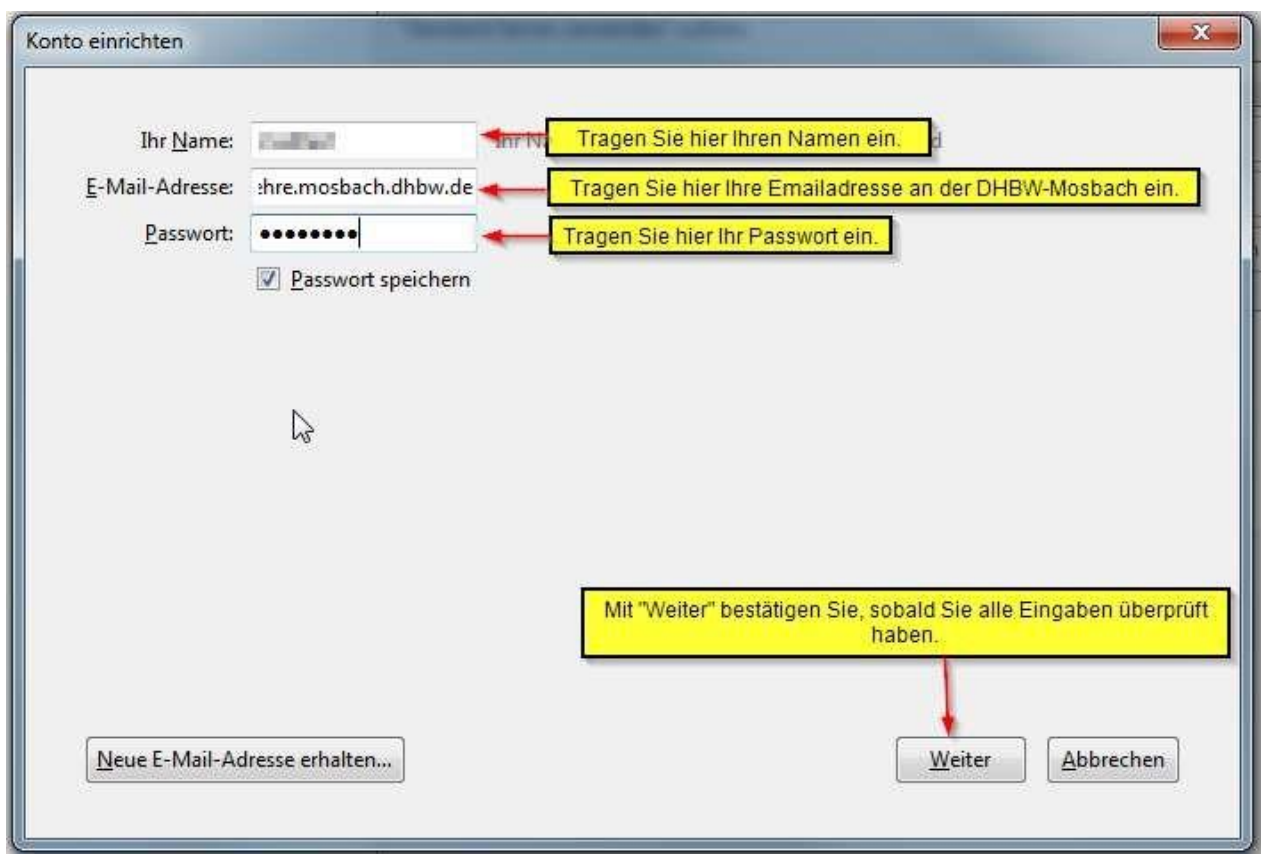 Konto einrichten
Ihr Name:
Tragen Sie hier Ihren Namen ein.
E-Mail-Adresse: ehre.mosbach.dhbw.de
Tragen Sie hier Ihre Emailadresse an der DHBW-Mosbach ein.
Passwort: ●●●●●●●●
Tragen Sie hier Ihr Passwort ein.
Passwort speichern
Mit "Weiter" bestätigen Sie, sobald Sie alle Eingaben überprüft
haben.
Neue E-Mail-Adresse erhalten...
Weiter
Abbrechen